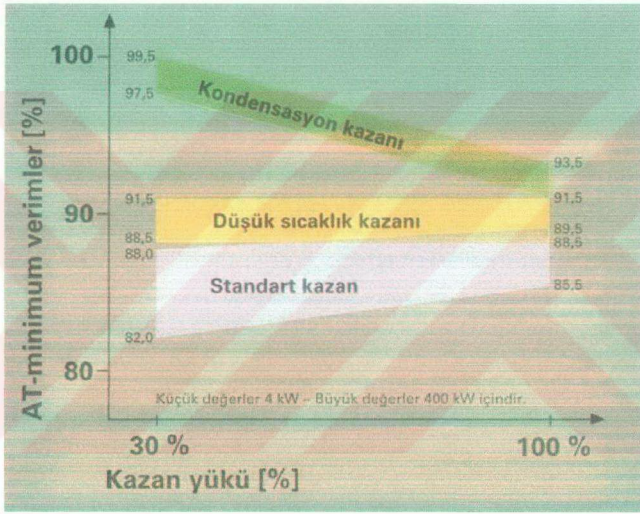 AT-minimum verimler [%]
100
90
80
99,5
97,5
Kondensasyon kazanı
93,5
91,5
91,5
Düşük sıcaklık kazanı
89,5
88,5
88,5
88,0
Standart kazan
85,5
82,0
Küçük değerler 4 kW – Büyük değerler 400 kW içindir.
30 %
100 %
Kazan yükü [%]